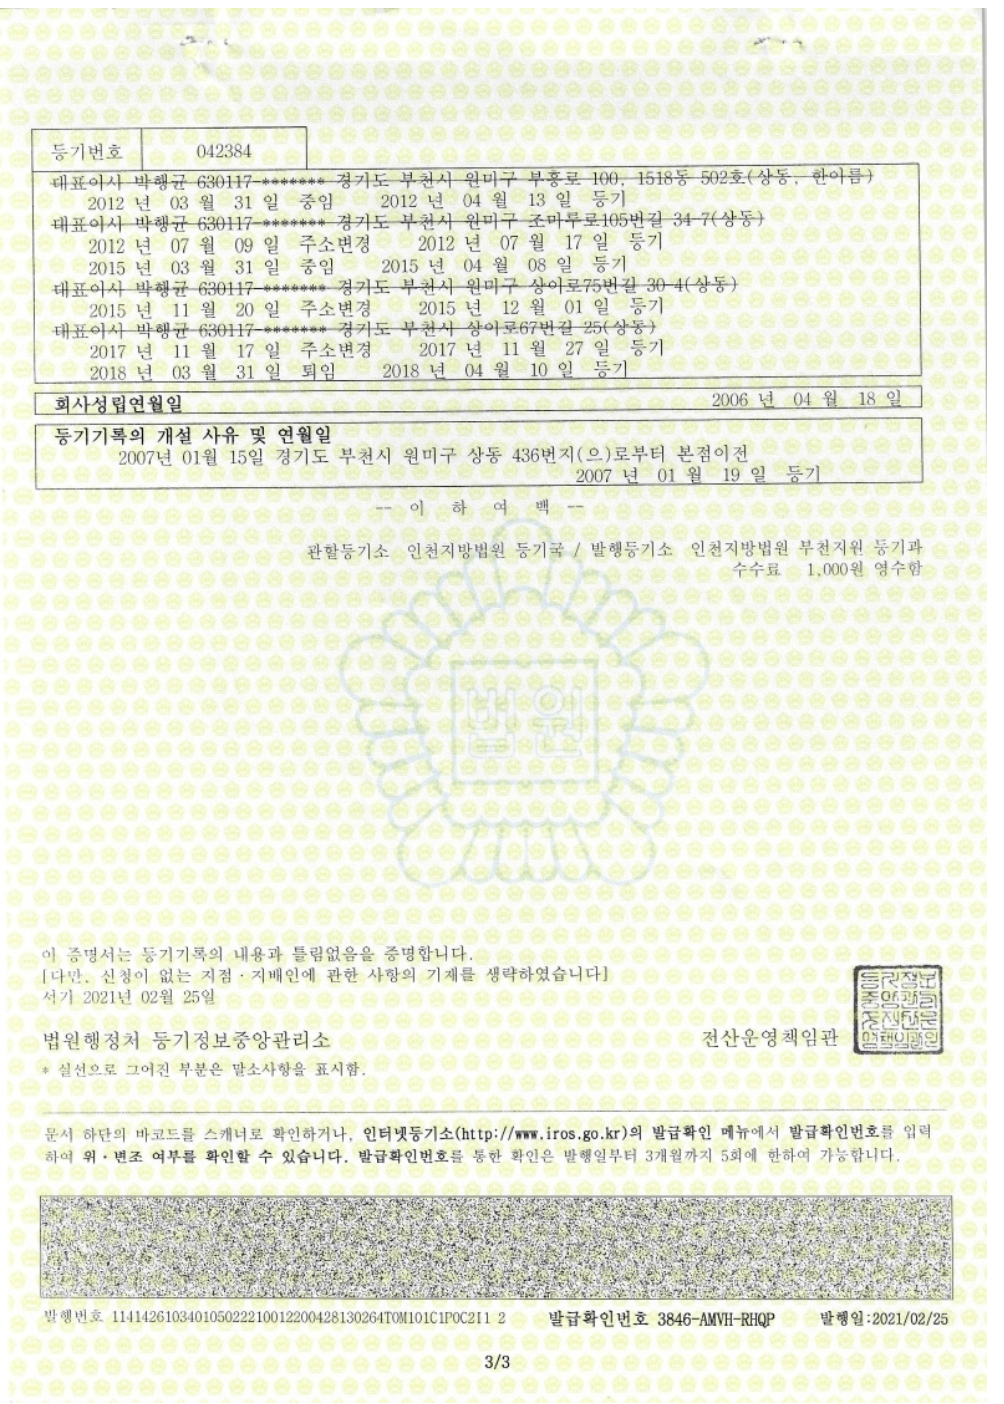 등기번호 042384
대표이사 박행균 630117-******* 경기도 부천시 원미구 부흥로 100, 1518동 502호(상동, 한아름)
2012 년 03 월 31 일 중임 2012 년 04 월 13 일 등기
대표이사 박행균 630117-******* 경기도 부천시 원미구 조마루로105번길 34-7(상동)
2012 년 07 월 09 일 주소변경 2012 년 07 월 17 일 등기
2015 년 03 월 31 일 중임 2015 년 04 월 08 일 등기
대표이사 박행균 630117-******* 경기도 부천시 원미구 상이로75번길 30-4(상동)
2015 년 11 월 20 일 주소변경 2015 년 12 월 01 일 등기
대표이사 박행균 630117-******* 경기도 부천시 상이로67번길 25(상동)
2017 년 11 월 17 일 주소변경 2017 년 11 월 27 일 등기
2018 년 03 월 31 일 퇴임 2018 년 04 월 10 일 등기
회사성립연월일 2006 년 04 월 18 일
등기기록의 개설 사유 및 연월일
2007년 01월 15일 경기도 부천시 원미구 상동 436번지(으)로부터 본점이전
2007 년 01 월 19 일 등기
-- 이 하 여 백 --
관할등기소 인천지방법원 등기국 / 발행등기소 인천지방법원 부천지원 등기과
수수료 1,000원 영수함
법원
이 증명서는 등기기록의 내용과 틀림없음을 증명합니다.
[다만, 신청이 없는 지점·지배인에 관한 사항의 기재를 생략하였습니다]
서기 2021년 02월 25일
법원행정처 등기정보중앙관리소 전산운영책임관
* 실선으로 그어진 부분은 말소사항을 표시함.
문서 하단의 바코드를 스캐너로 확인하거나, 인터넷등기소(http://www.iros.go.kr)의 발급확인 메뉴에서 발급확인번호를 입력
하여 위·변조 여부를 확인할 수 있습니다. 발급확인번호를 통한 확인은 발행일부터 3개월까지 5회에 한하여 가능합니다.
발행번호 11414261034010502221001220042813026​4TOM101C1POC2I1 2 발급확인번호 3846-AMVH-RHQP 발행일:2021/02/25
3/3